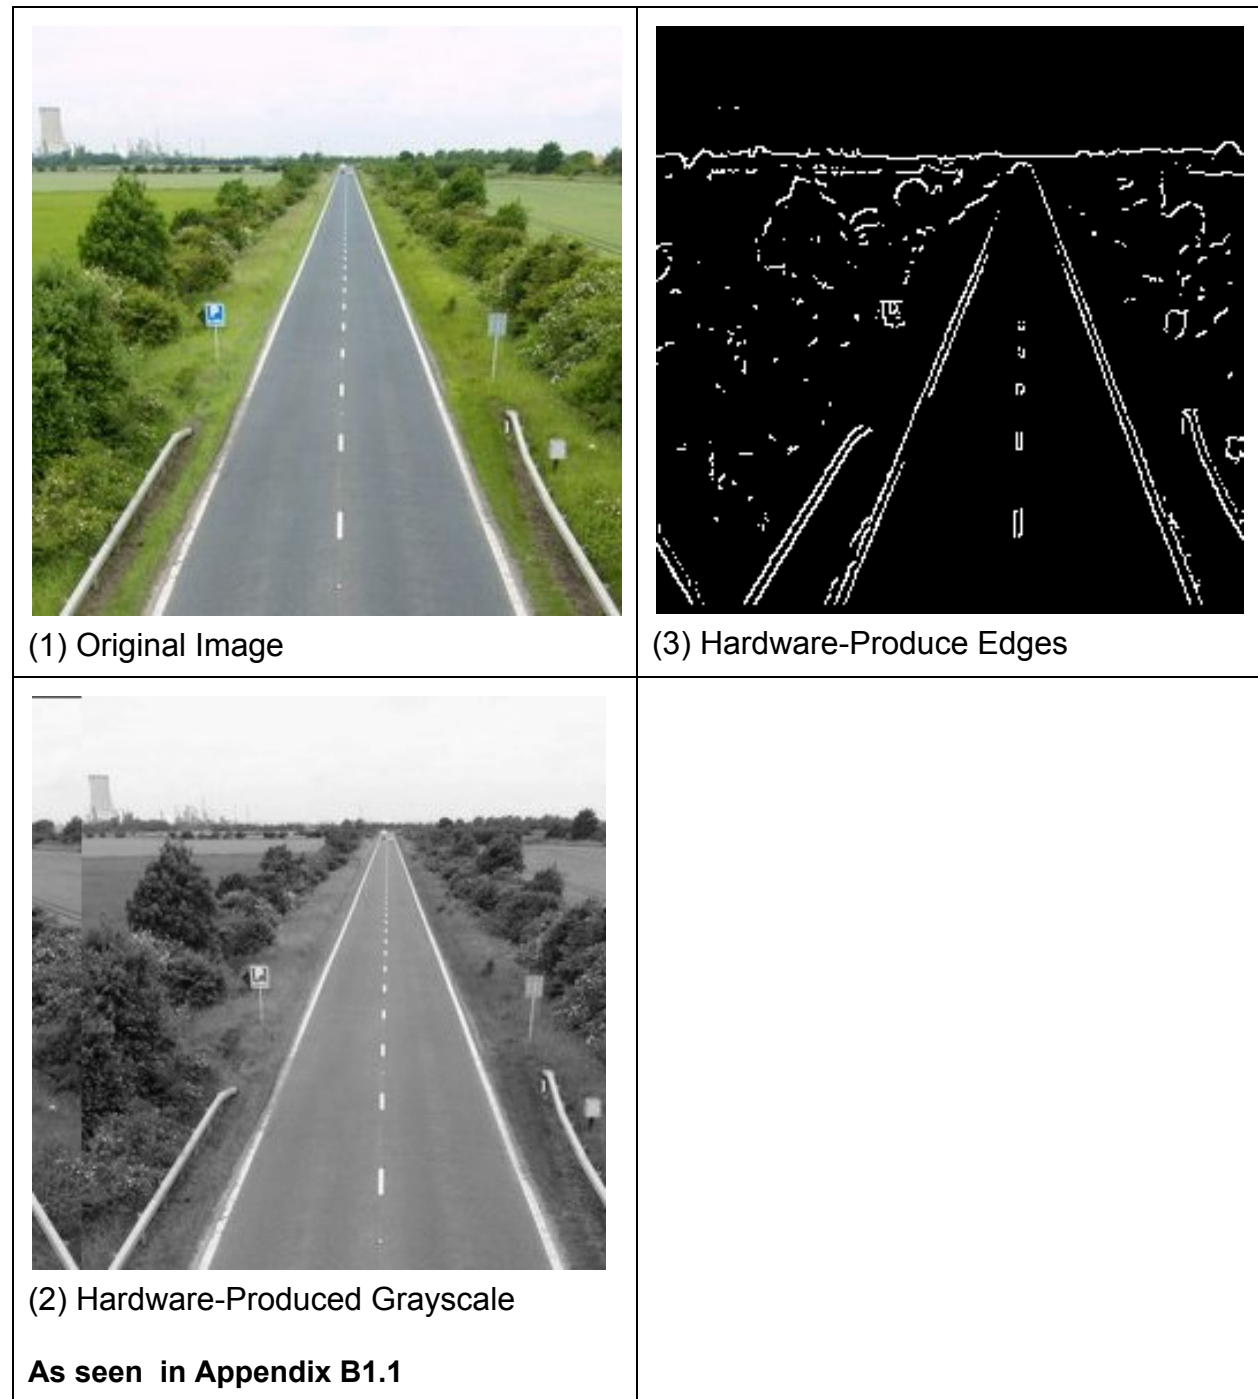 (1) Original Image
(3) Hardware-Produce Edges
(2) Hardware-Produced Grayscale
As seen in Appendix B1.1